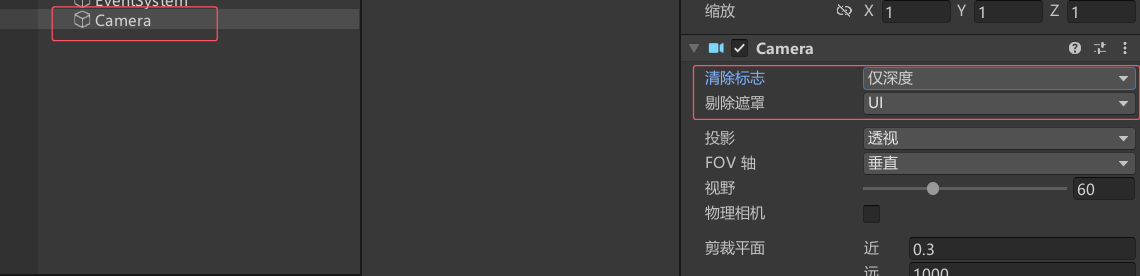 EventSystem
Camera
缩放 X 1 Y 1 Z 1
Camera
清除标志 仅深度
剔除遮罩 UI
投影 透视
FOV 轴 垂直
视野 60
物理相机
剪裁平面 近 0.3
远 1000